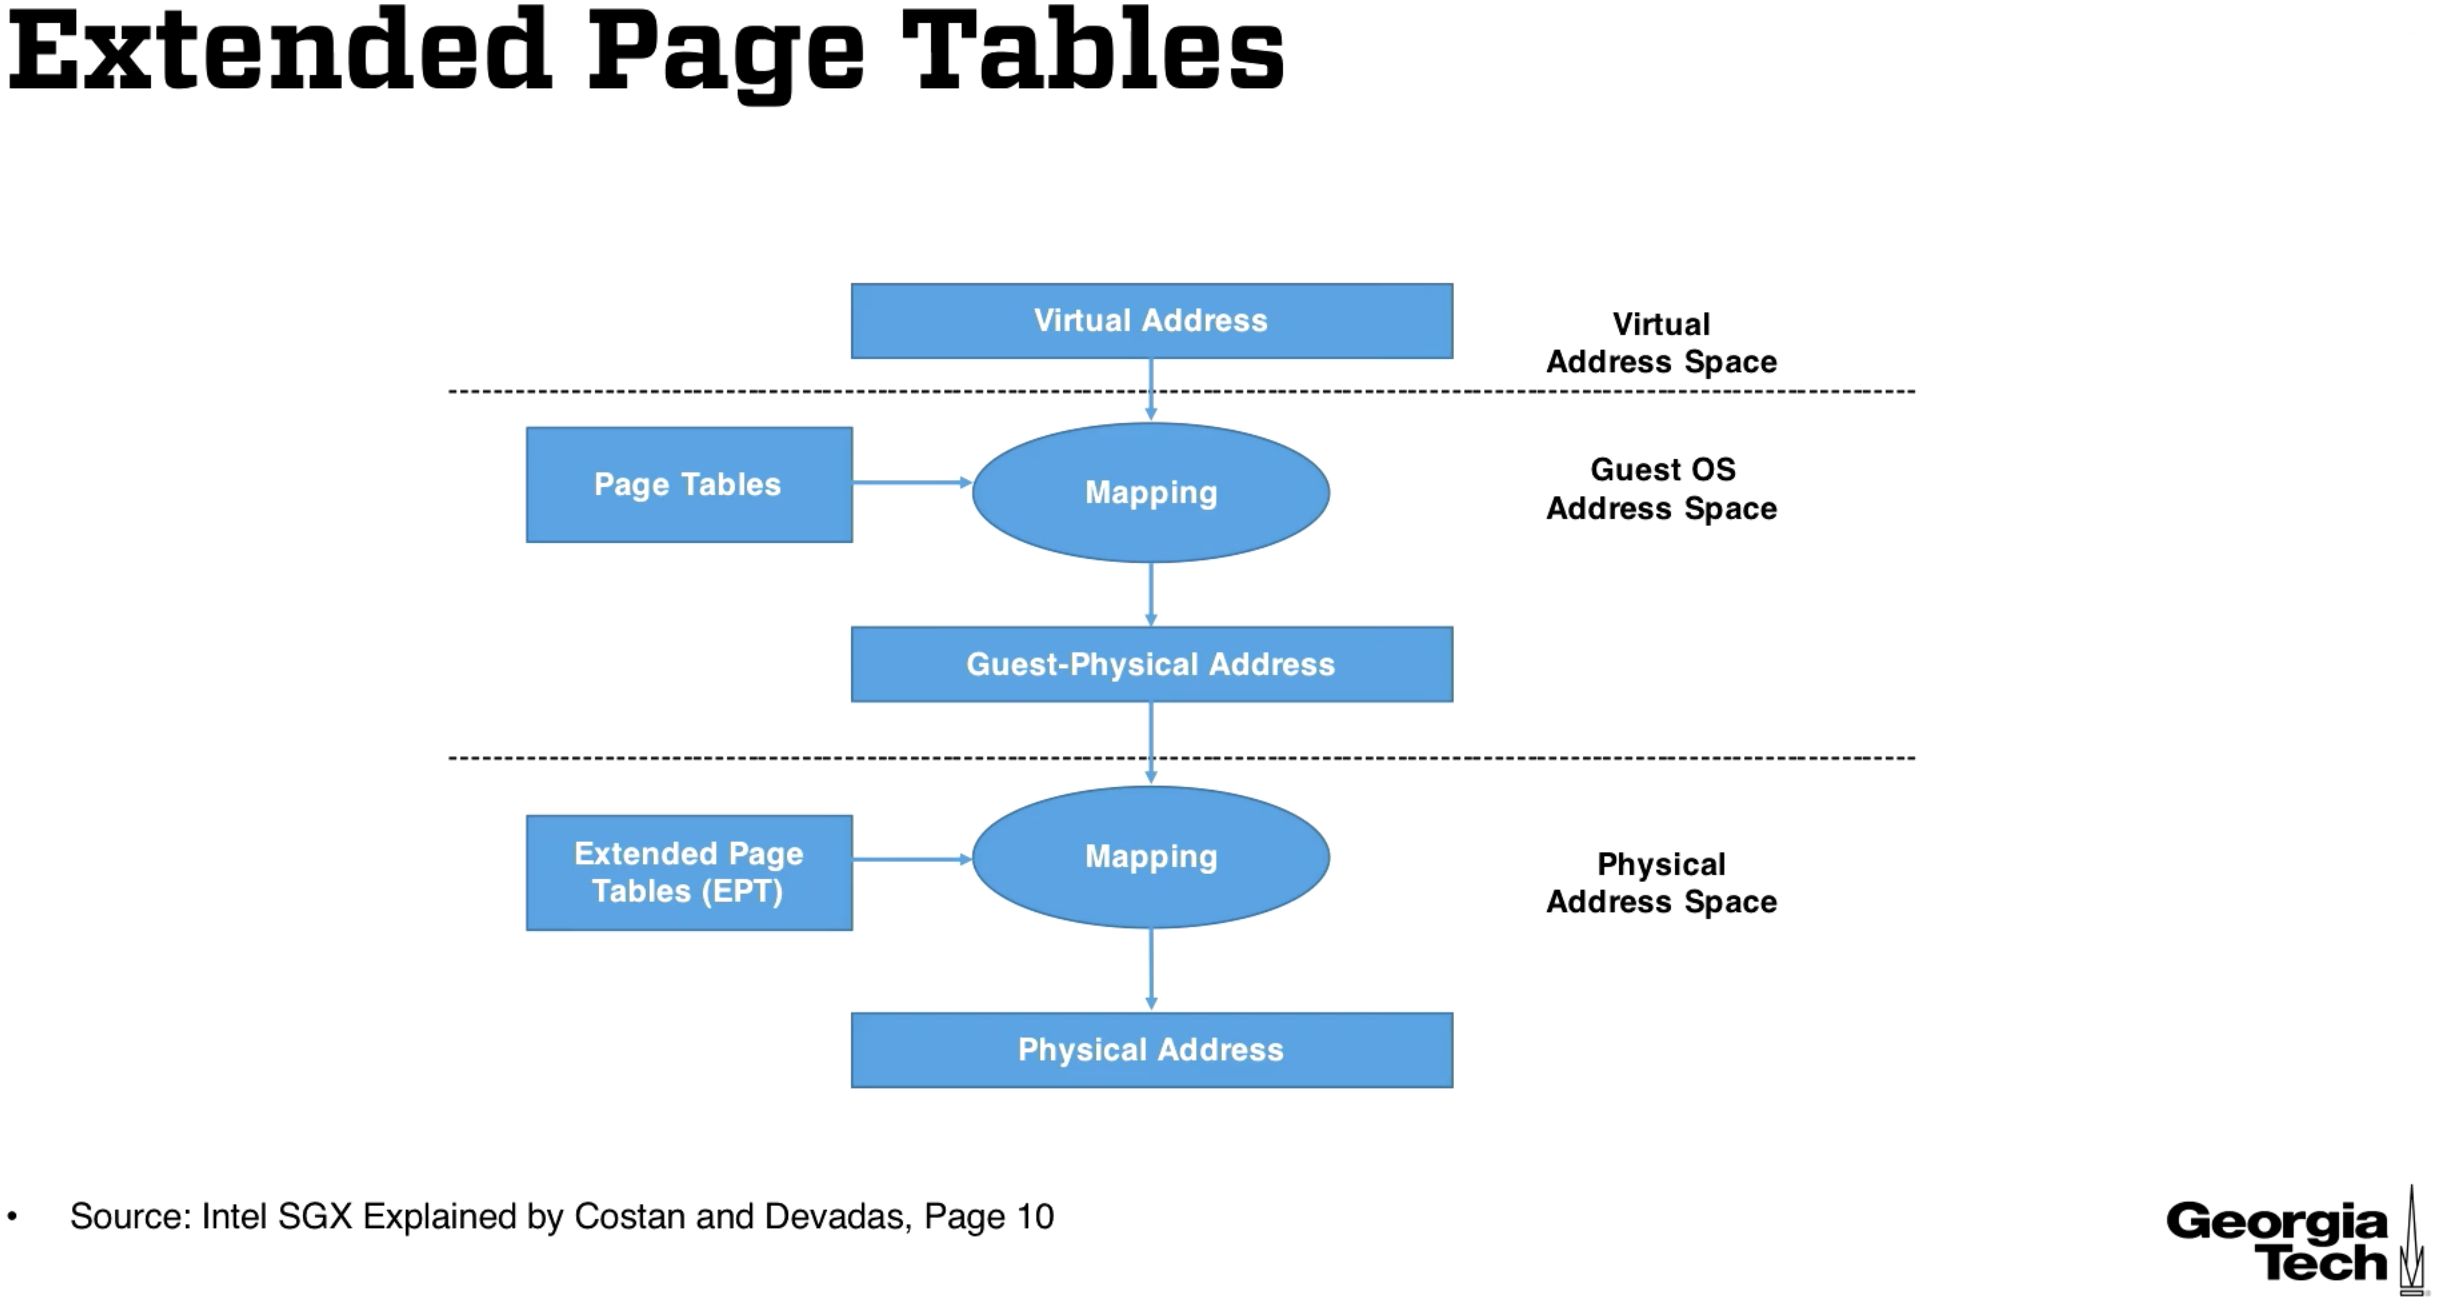 Extended Page Tables
Virtual Address
Virtual
Address Space
Page Tables
Mapping
Guest OS
Address Space
Guest-Physical Address
Extended Page
Tables (EPT)
Mapping
Physical
Address Space
Physical Address
• Source: Intel SGX Explained by Costan and Devadas, Page 10
Georgia
Tech